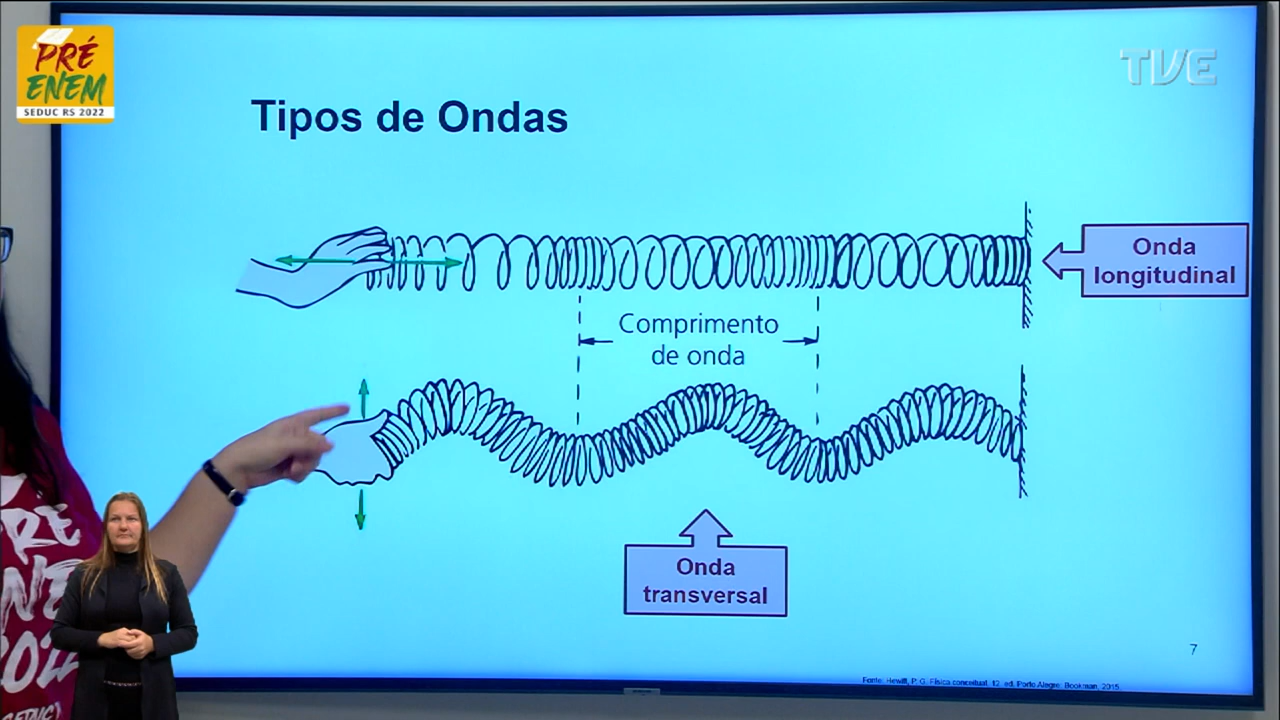 PRÉ
ENEM
SEDUC RS 2022
TVE
Tipos de Ondas
Onda
longitudinal
Comprimento
de onda
Onda
transversal
7
Fonte: Hewitt, P. G. Física conceitual. 12. ed. Porto Alegre: Bookman, 2015.